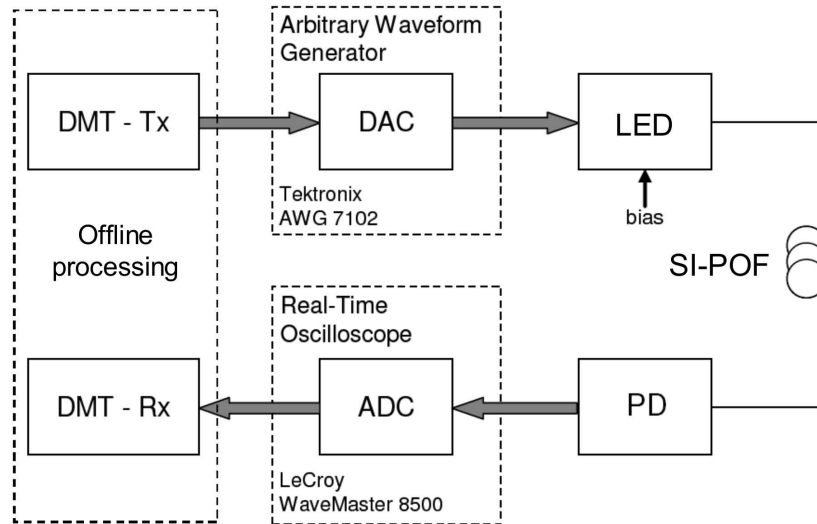 Arbitrary Waveform
Generator
DMT - Tx
DAC
LED
Tektronix
AWG 7102
bias
Offline
processing
SI-POF
Real-Time
Oscilloscope
DMT - Rx
ADC
PD
LeCroy
WaveMaster 8500